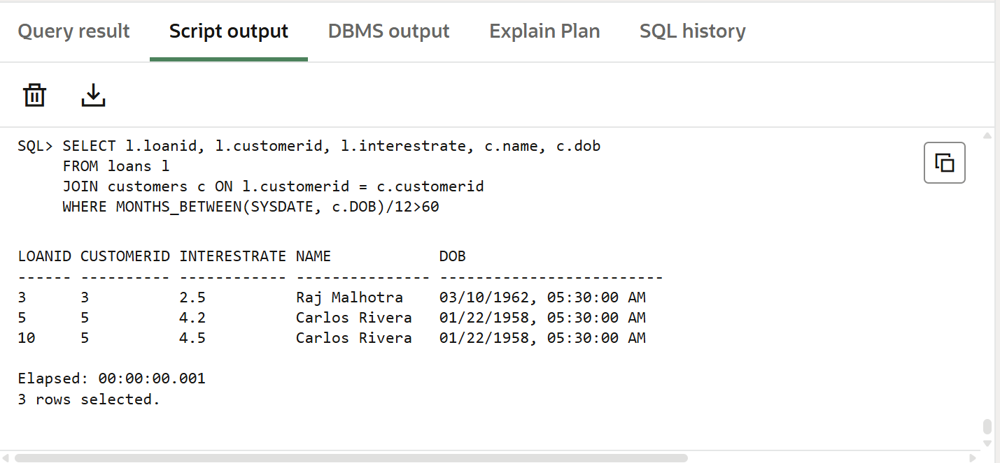 Query result Script output DBMS output Explain Plan SQL history
SQL> SELECT l.loanid, l.customerid, l.interestrate, c.name, c.dob
FROM loans l
JOIN customers c ON l.customerid = c.customerid
WHERE MONTHS_BETWEEN(SYSDATE, c.DOB)/12>60
LOANID CUSTOMERID INTERESTRATE NAME            DOB
------ ---------- ------------ --------------- -------------------------
3      3          2.5          Raj Malhotra    03/10/1962, 05:30:00 AM
5      5          4.2          Carlos Rivera   01/22/1958, 05:30:00 AM
10     5          4.5          Carlos Rivera   01/22/1958, 05:30:00 AM
Elapsed: 00:00:00.001
3 rows selected.